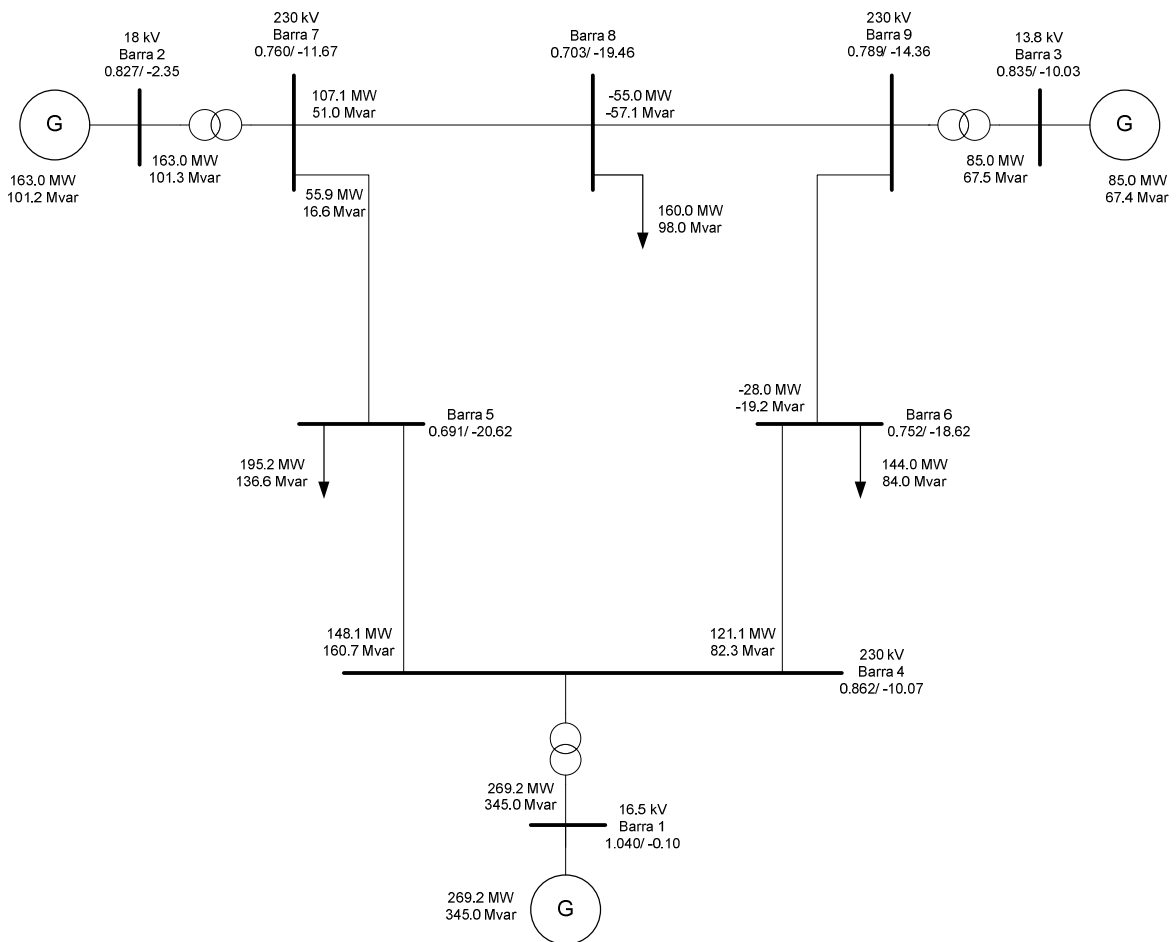 18 kV
Barra 2
0.827/ -2.35
230 kV
Barra 7
0.760/ -11.67
Barra 8
0.703/ -19.46
230 kV
Barra 9
0.789/ -14.36
13.8 kV
Barra 3
0.835/ -10.03
G
163.0 MW
101.2 Mvar
163.0 MW
101.3 Mvar
107.1 MW
51.0 Mvar
55.9 MW
16.6 Mvar
-55.0 MW
-57.1 Mvar
160.0 MW
98.0 Mvar
85.0 MW
67.5 Mvar
G
85.0 MW
67.4 Mvar
Barra 5
0.691/ -20.62
195.2 MW
136.6 Mvar
-28.0 MW
-19.2 Mvar
Barra 6
0.752/ -18.62
144.0 MW
84.0 Mvar
148.1 MW
160.7 Mvar
121.1 MW
82.3 Mvar
230 kV
Barra 4
0.862/ -10.07
269.2 MW
345.0 Mvar
16.5 kV
Barra 1
1.040/ -0.10
269.2 MW
345.0 Mvar
G